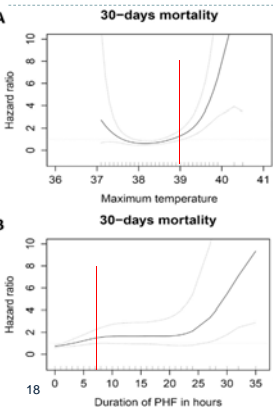 A
30-days mortality
Hazard ratio
0 2 4 6 8 10
36 37 38 39 40 41
Maximum temperature
B
30-days mortality
Hazard ratio
0 2 4 6 8 10
0 5 10 15 20 25 30 35
Duration of PHF in hours
18